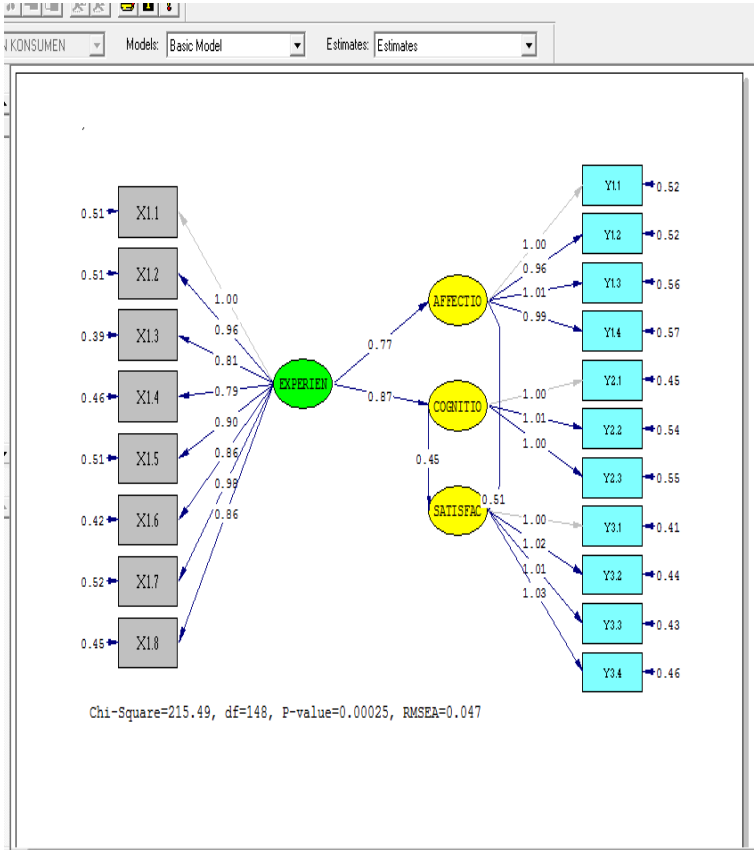 N KONSUMEN Models: Basic Model Estimates: Estimates
0.51 X1.1
0.51 X1.2
0.39 X1.3
0.46 X1.4
0.51 X1.5
0.42 X1.6
0.52 X1.7
0.45 X1.8
1.00
0.96
0.81
0.79
0.90
0.86
0.98
0.86
EXPERIEN
0.77
0.87
AFFECTIO
COGNITIO
0.45
SATISFAC
0.51
1.00
0.96
1.01
0.99
1.00
1.01
1.00
1.00
1.02
1.01
1.03
Y1.1 0.52
Y1.2 0.52
Y1.3 0.56
Y1.4 0.57
Y2.1 0.45
Y2.2 0.54
Y2.3 0.55
Y3.1 0.41
Y3.2 0.44
Y3.3 0.43
Y3.4 0.46
Chi-Square=215.49, df=148, P-value=0.00025, RMSEA=0.047